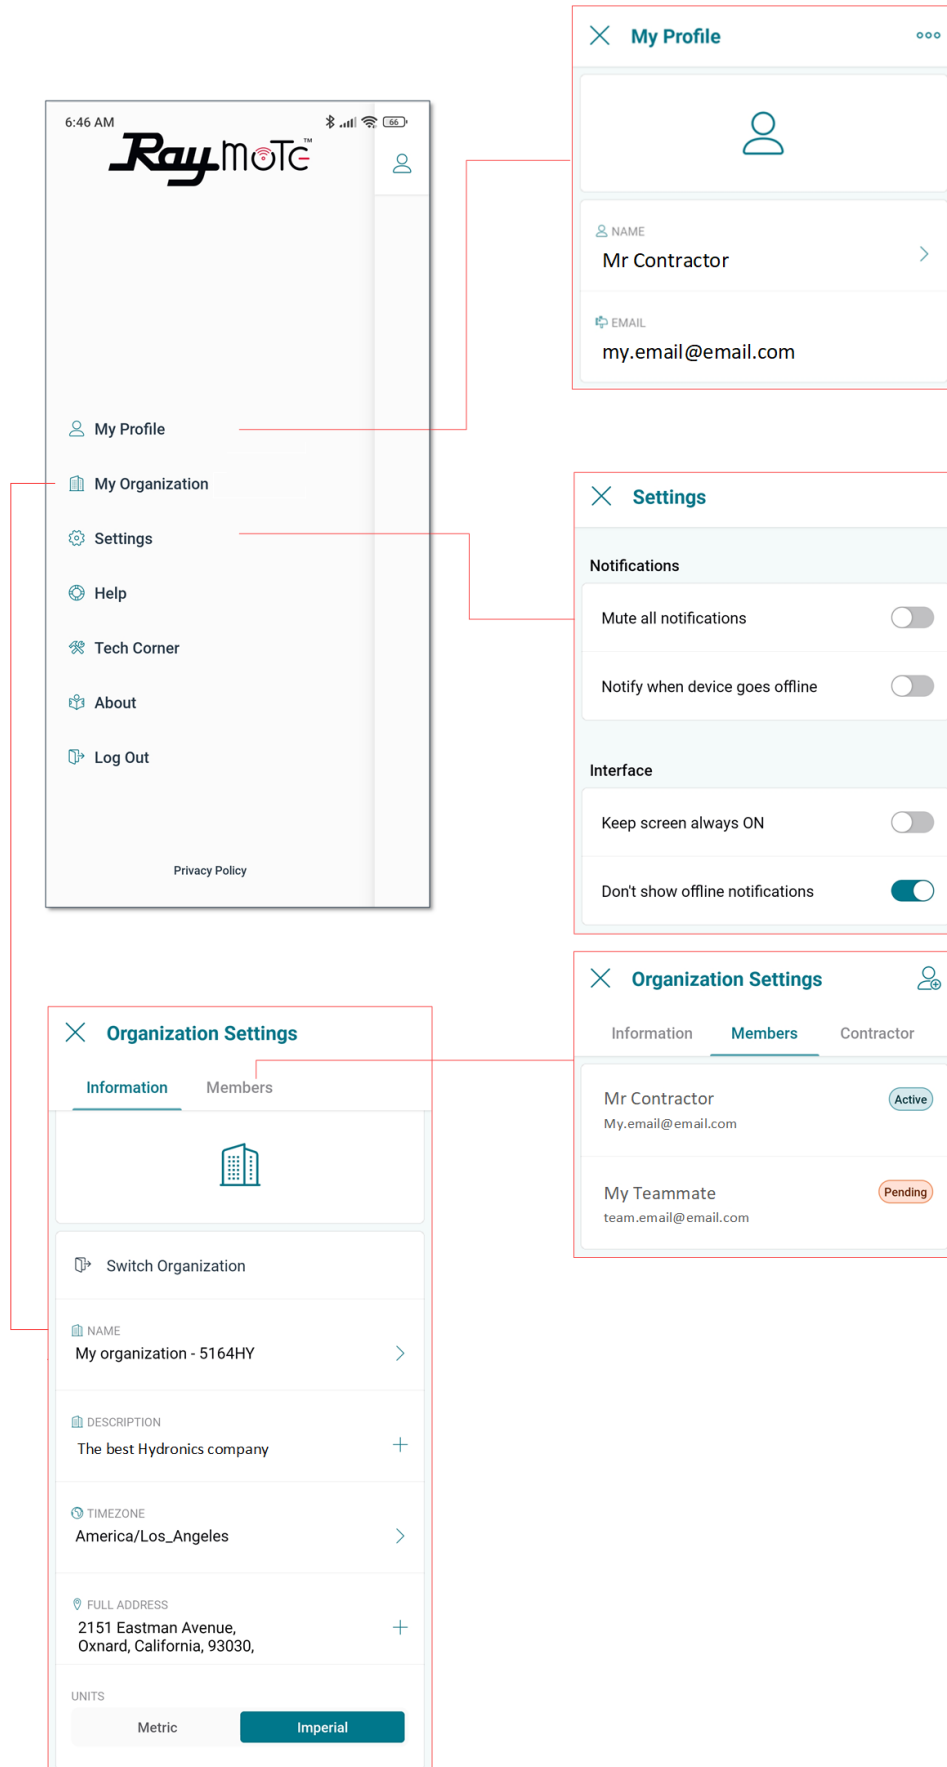 6:46 AM
66
RayMoTe™
My Profile
My Organization
Settings
Help
Tech Corner
About
Log Out
Privacy Policy
My Profile
NAME
Mr Contractor
EMAIL
my.email@email.com
Settings
Notifications
Mute all notifications
Notify when device goes offline
Interface
Keep screen always ON
Don't show offline notifications
Organization Settings
Information Members Contractor
Mr Contractor Active
My.email@email.com
My Teammate Pending
team.email@email.com
Organization Settings
Information Members
Switch Organization
NAME
My organization - 5164HY
DESCRIPTION
The best Hydronics company
TIMEZONE
America/Los_Angeles
FULL ADDRESS
2151 Eastman Avenue,
Oxnard, California, 93030,
UNITS
Metric Imperial